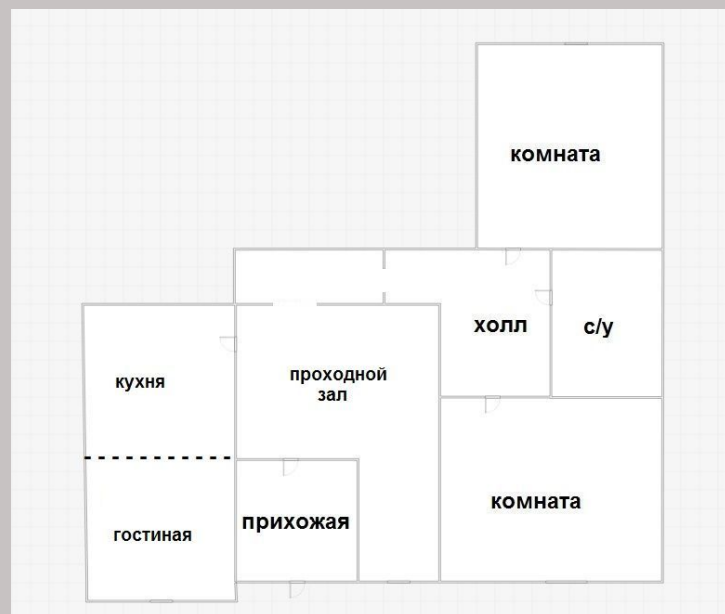 комната
холл
с/у
проходной
зал
кухня
прихожая
комната
гостиная